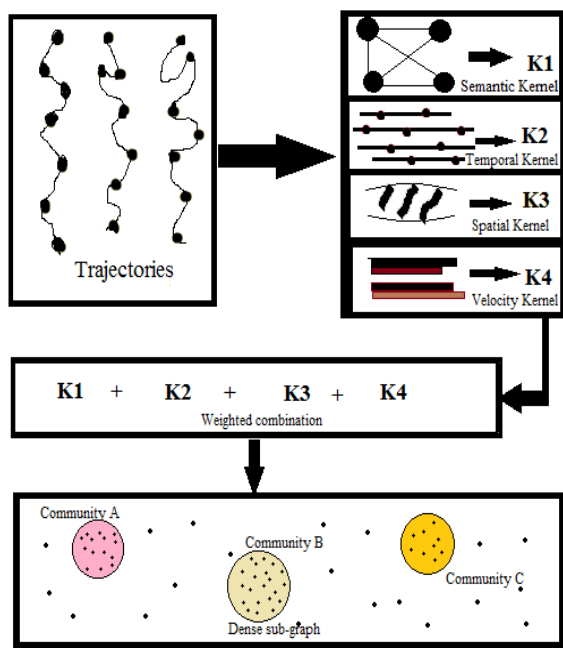 Trajectories
K1
Semantic Kernel
K2
Temporal Kernel
K3
Spatial Kernel
K4
Velocity Kernel
K1 + K2 + K3 + K4
Weighted combination
Community A
Community B
Community C
Dense sub-graph